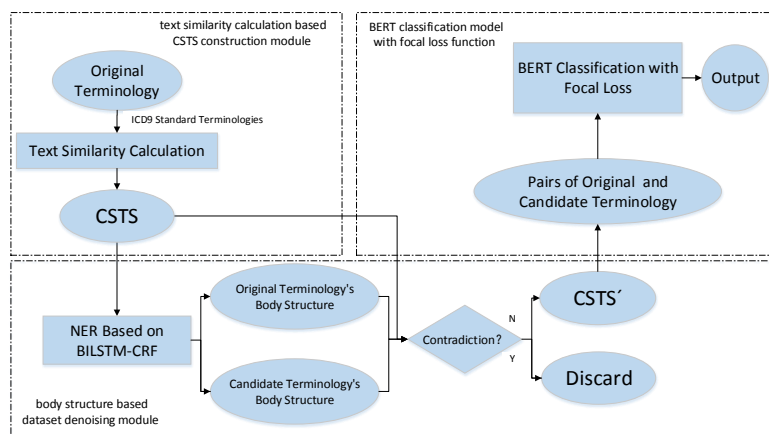 text similarity calculation based
CSTS construction module
Original
Terminology
ICD9 Standard Terminologies
Text Similarity Calculation
CSTS
BERT classification model
with focal loss function
BERT Classification with
Focal Loss
Output
Pairs of Original and
Candidate Terminology
NER Based on
BILSTM-CRF
Original Terminology's
Body Structure
Candidate Terminology's
Body Structure
Contradiction?
N
Y
CSTS´
Discard
body structure based
dataset denoising module